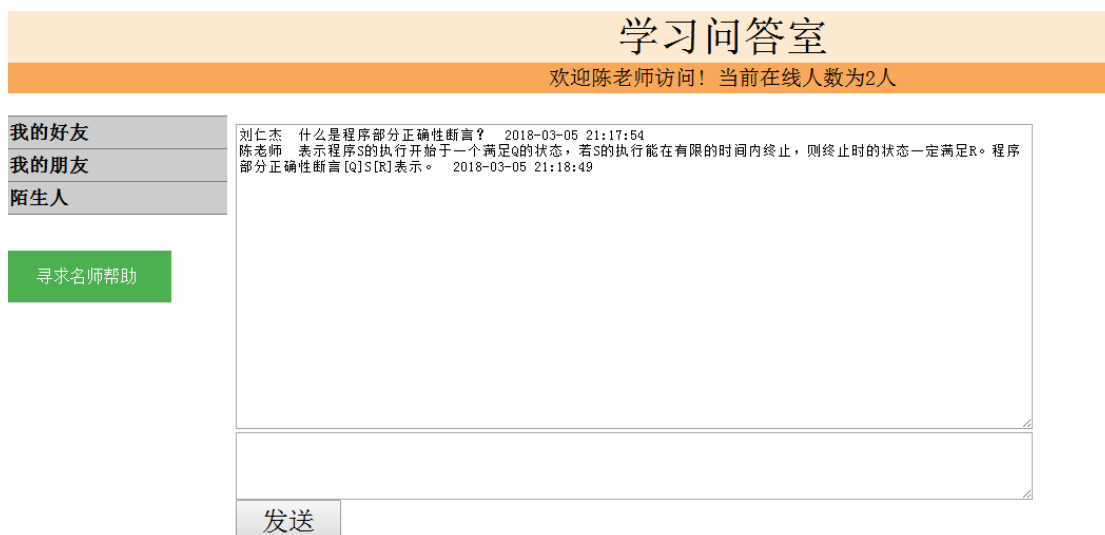 学习问答室
欢迎陈老师访问！当前在线人数为2人
我的好友
我的朋友
陌生人
寻求名师帮助
刘仁杰 什么是程序部分正确性断言？ 2018-03-05 21:17:54
陈老师 表示程序S的执行开始于一个满足Q的状态，若S的执行能在有限的时间内终止，则终止时的状态一定满足R。程序
部分正确性断言[Q]S[R]表示。 2018-03-05 21:18:49
发送